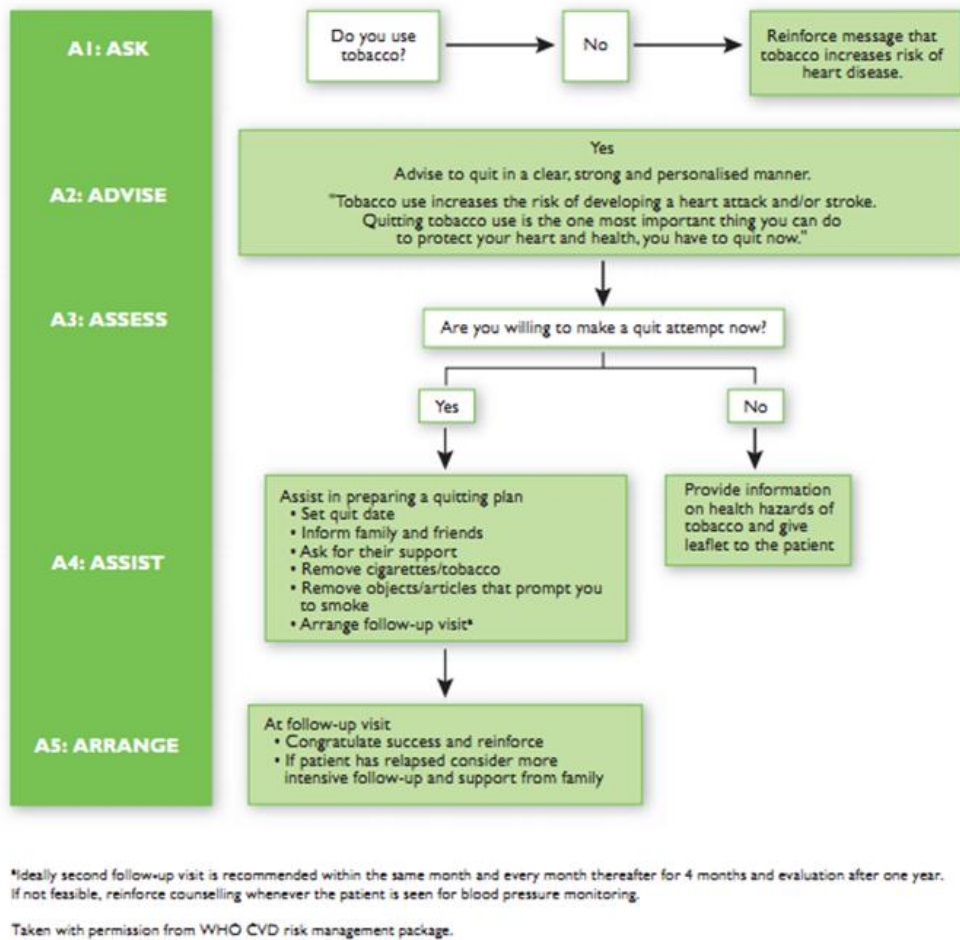 A1: ASK
Do you use
tobacco?
No
Reinforce message that
tobacco increases risk of
heart disease.
A2: ADVISE
Yes
Advise to quit in a clear, strong and personalised manner.
"Tobacco use increases the risk of developing a heart attack and/or stroke.
Quitting tobacco use is the one most important thing you can do
to protect your heart and health, you have to quit now."
A3: ASSESS
Are you willing to make a quit attempt now?
Yes
No
A4: ASSIST
Assist in preparing a quitting plan
• Set quit date
• Inform family and friends
• Ask for their support
• Remove cigarettes/tobacco
• Remove objects/articles that prompt you
to smoke
• Arrange follow-up visit*
Provide information
on health hazards of
tobacco and give
leaflet to the patient
A5: ARRANGE
At follow-up visit
• Congratulate success and reinforce
• If patient has relapsed consider more
intensive follow-up and support from family
*Ideally second follow-up visit is recommended within the same month and every month thereafter for 4 months and evaluation after one year.
If not feasible, reinforce counselling whenever the patient is seen for blood pressure monitoring.
Taken with permission from WHO CVD risk management package.